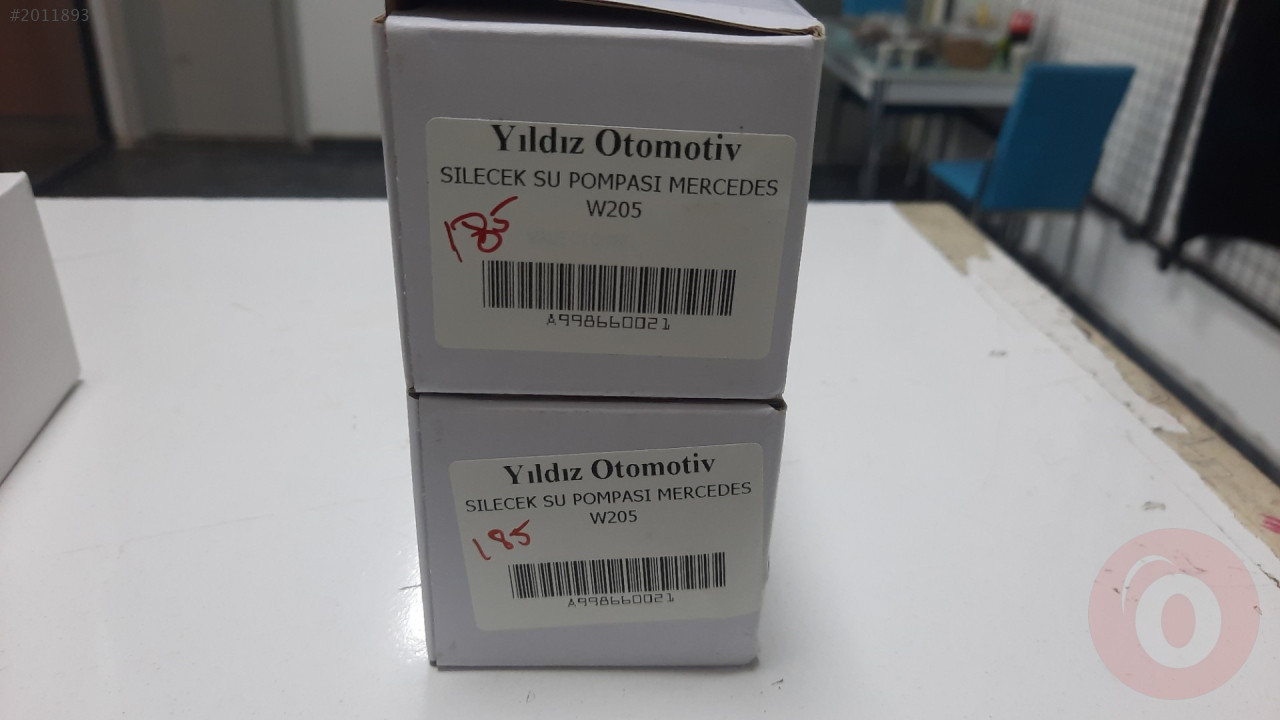 #2011893
Yıldız Otomotiv
SILECEK SU POMPASI MERCEDES
W205
185
A998660021
Yıldız Otomotiv
SILECEK SU POMPASI MERCEDES
W205
185
A998660021